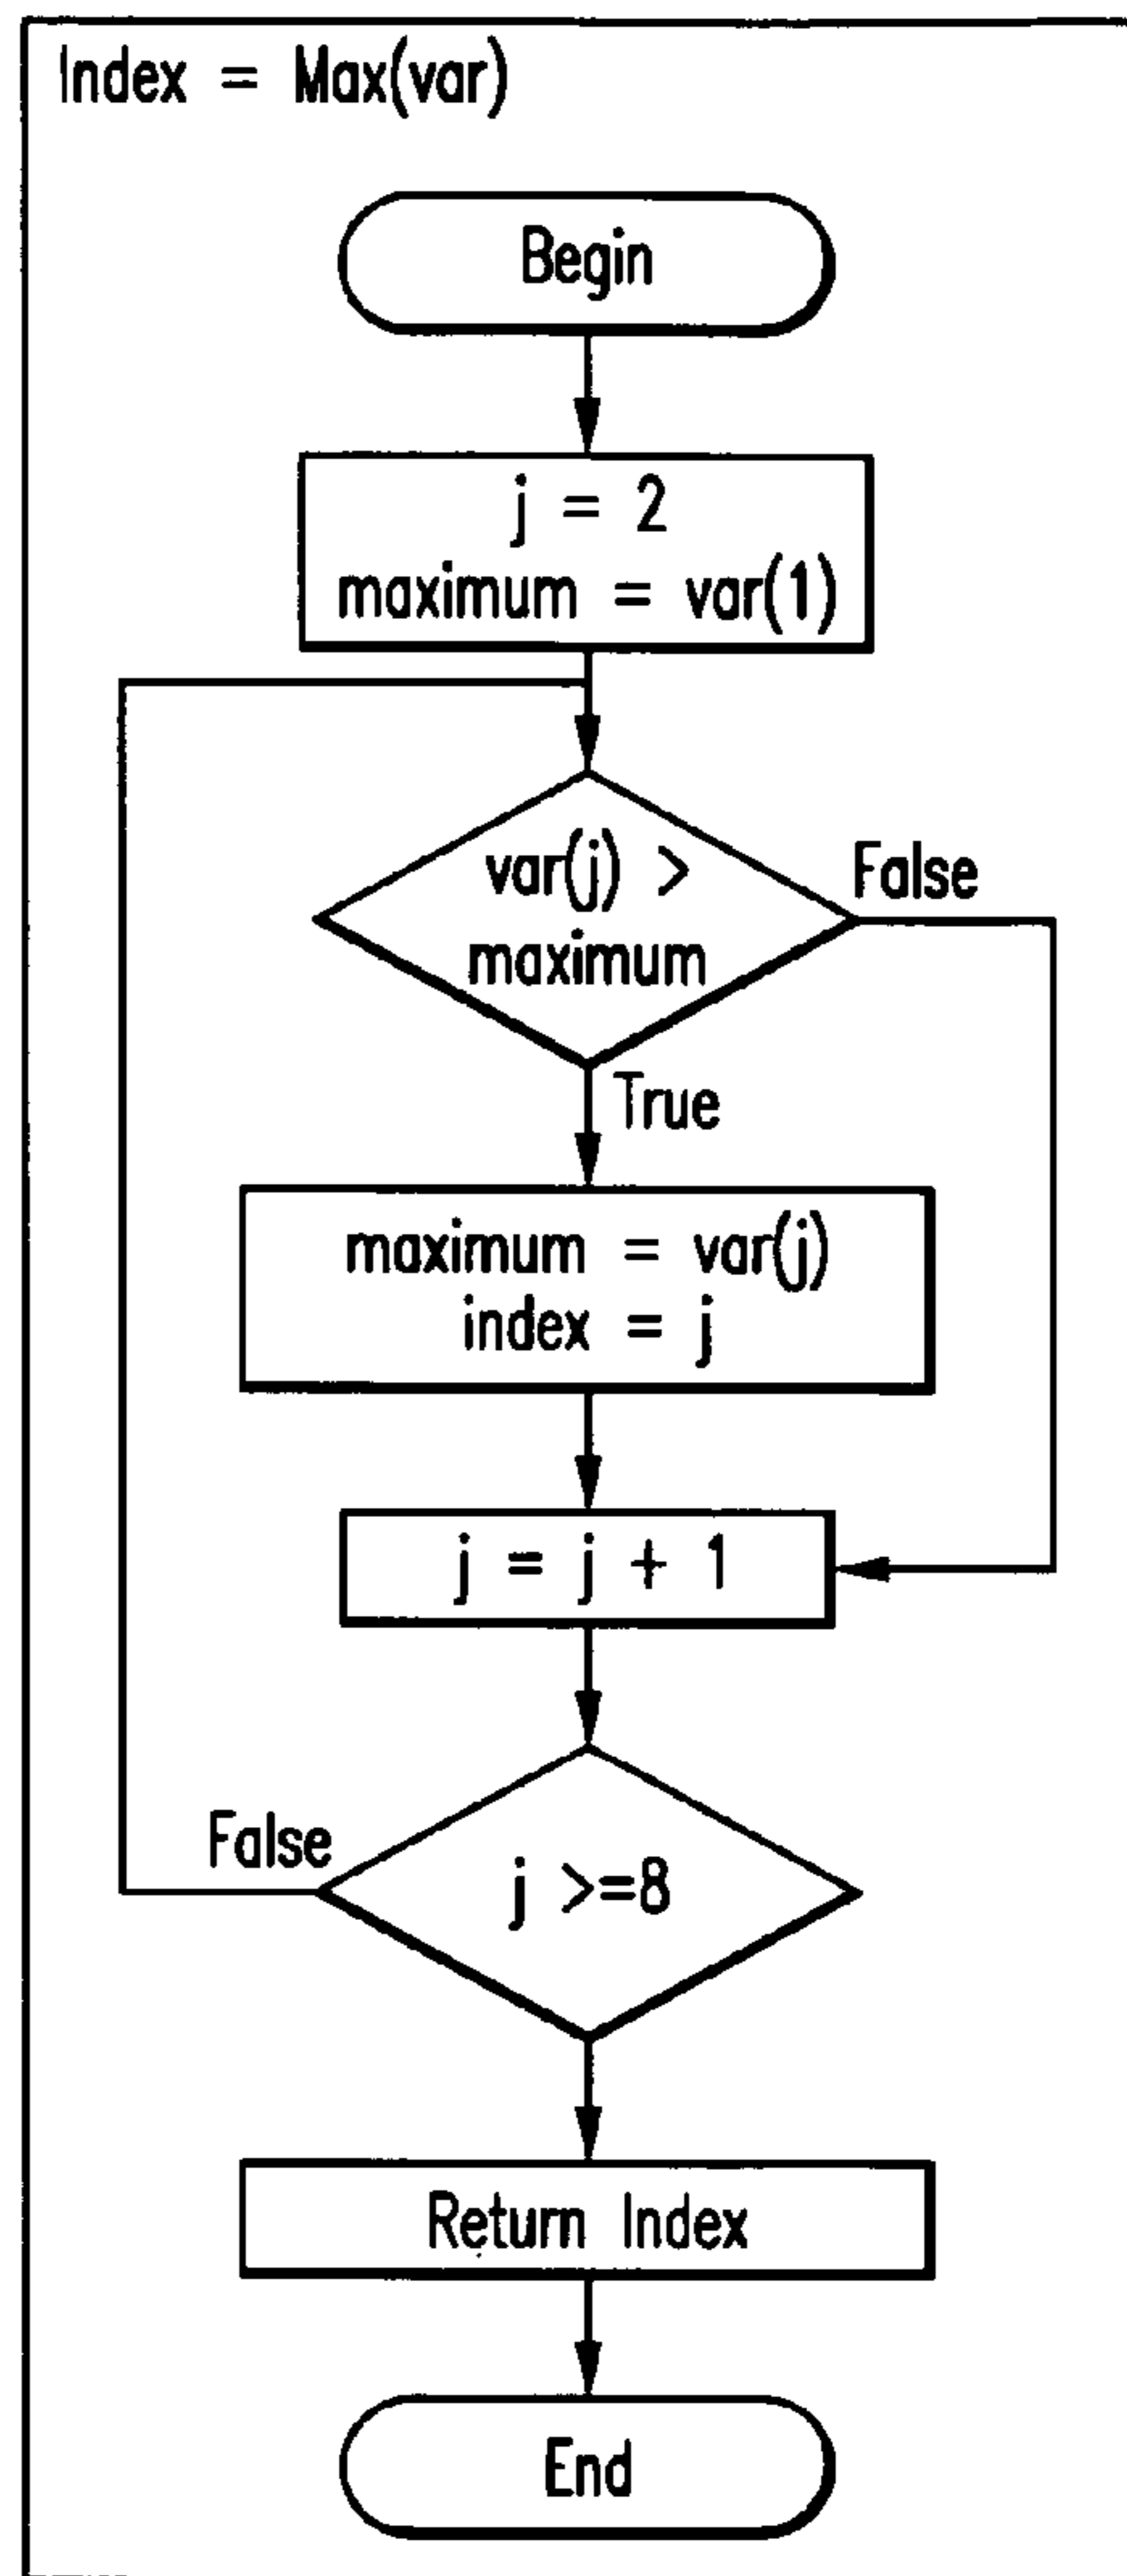 Index = Max(var)
Begin
j = 2
maximum = var(1)
var(j) >
maximum
False
True
maximum = var(j)
index = j
j = j + 1
False
j >=8
Return Index
End